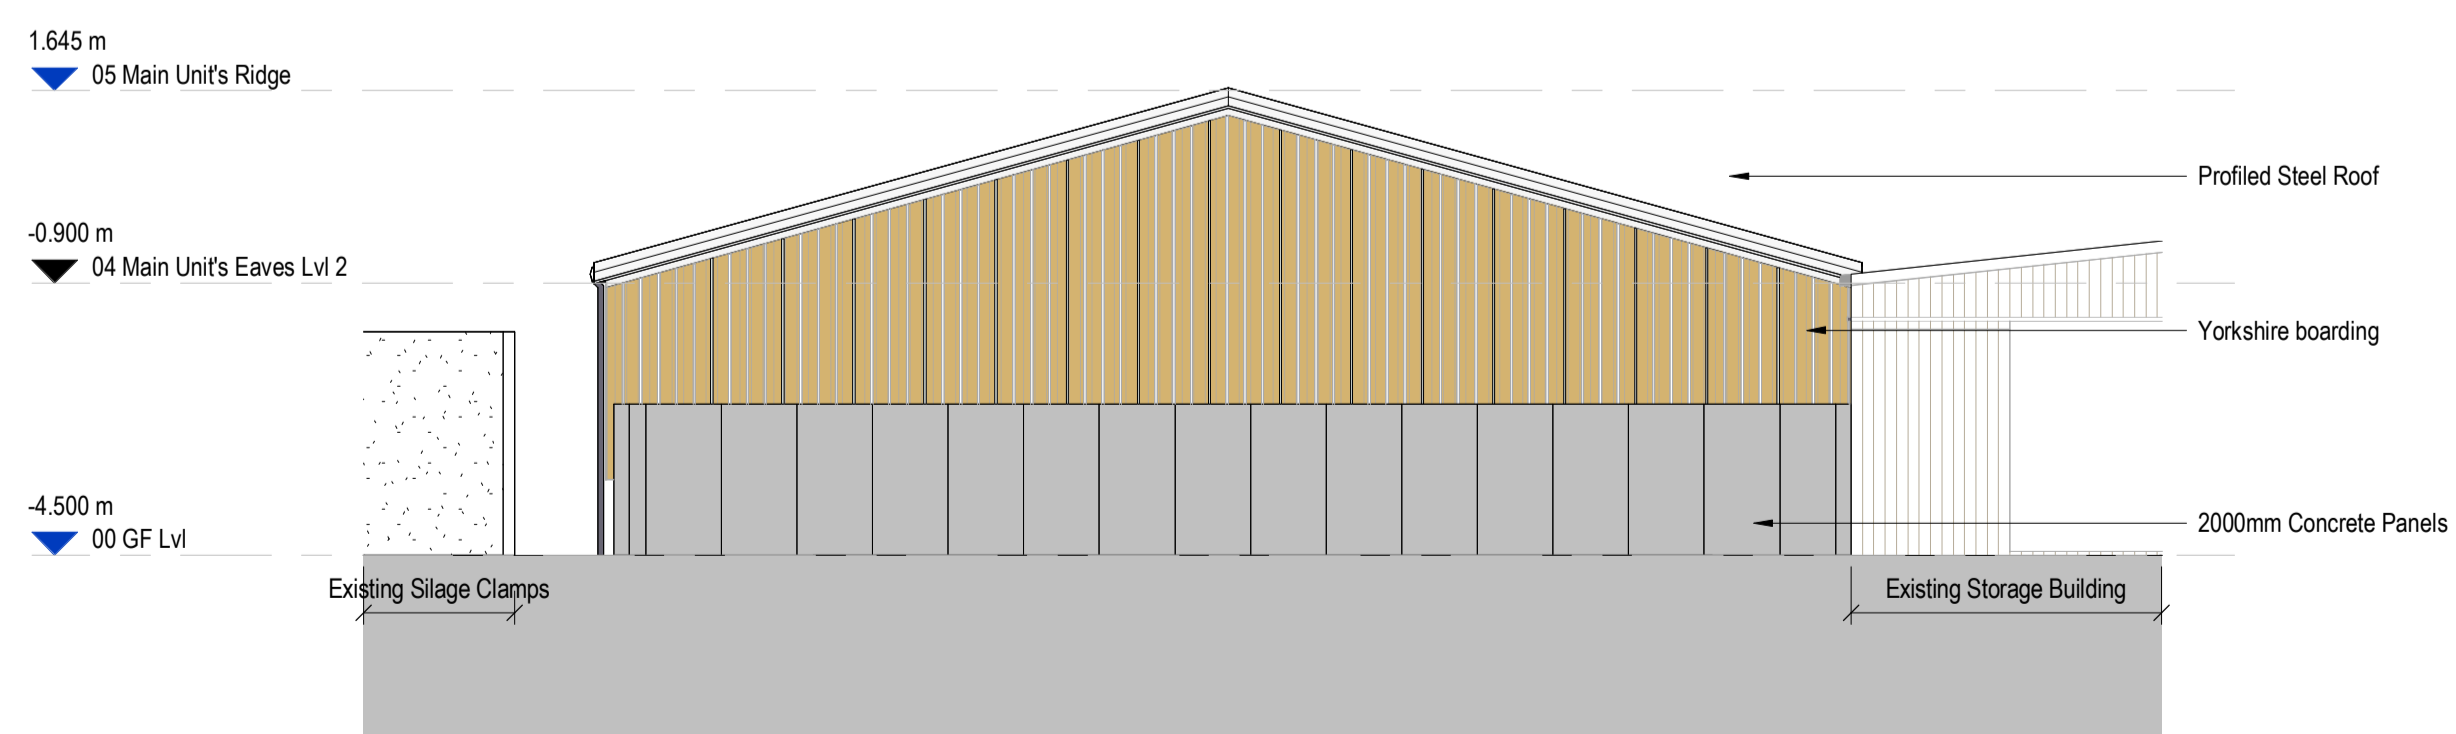 1.645 m
05 Main Unit's Ridge
Profiled Steel Roof
-0.900 m
04 Main Unit's Eaves Lvl 2
Yorkshire boarding
-4.500 m
00 GF Lvl
2000mm Concrete Panels
Existing Silage Clamps
Existing Storage Building